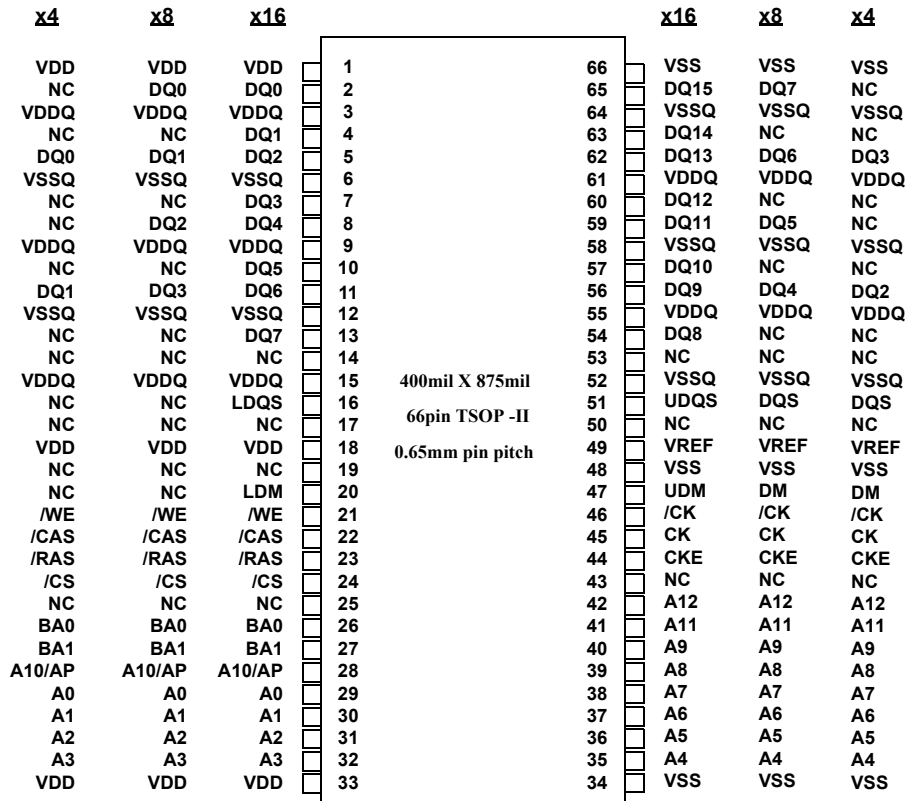 x4 x8 x16 x16 x8 x4
VDD VDD VDD 1 66 VSS VSS VSS
NC DQ0 DQ0 2 65 DQ15 DQ7 NC
VDDQ VDDQ VDDQ 3 64 VSSQ VSSQ VSSQ
NC NC DQ1 4 63 DQ14 NC NC
DQ0 DQ1 DQ2 5 62 DQ13 DQ6 DQ3
VSSQ VSSQ VSSQ 6 61 VDDQ VDDQ VDDQ
NC NC DQ3 7 60 DQ12 NC NC
NC DQ2 DQ4 8 59 DQ11 DQ5 NC
VDDQ VDDQ VDDQ 9 58 VSSQ VSSQ VSSQ
NC NC DQ5 10 57 DQ10 NC NC
DQ1 DQ3 DQ6 11 56 DQ9 DQ4 DQ2
VSSQ VSSQ VSSQ 12 55 VDDQ VDDQ VDDQ
NC NC DQ7 13 54 DQ8 NC NC
NC NC NC 14 53 NC NC NC
VDDQ VDDQ VDDQ 15 400mil X 875mil 52 VSSQ VSSQ VSSQ
NC NC LDQS 16 66pin TSOP -II 51 UDQS DQS DQS
NC NC NC 17 50 NC NC NC
VDD VDD VDD 18 0.65mm pin pitch 49 VREF VREF VREF
NC NC NC 19 48 VSS VSS VSS
NC NC LDM 20 47 UDM DM DM
/WE /WE /WE 21 46 /CK /CK /CK
/CAS /CAS /CAS 22 45 CK CK CK
/RAS /RAS /RAS 23 44 CKE CKE CKE
/CS /CS /CS 24 43 NC NC NC
NC NC NC 25 42 A12 A12 A12
BA0 BA0 BA0 26 41 A11 A11 A11
BA1 BA1 BA1 27 40 A9 A9 A9
A10/AP A10/AP A10/AP 28 39 A8 A8 A8
A0 A0 A0 29 38 A7 A7 A7
A1 A1 A1 30 37 A6 A6 A6
A2 A2 A2 31 36 A5 A5 A5
A3 A3 A3 32 35 A4 A4 A4
VDD VDD VDD 33 34 VSS VSS VSS